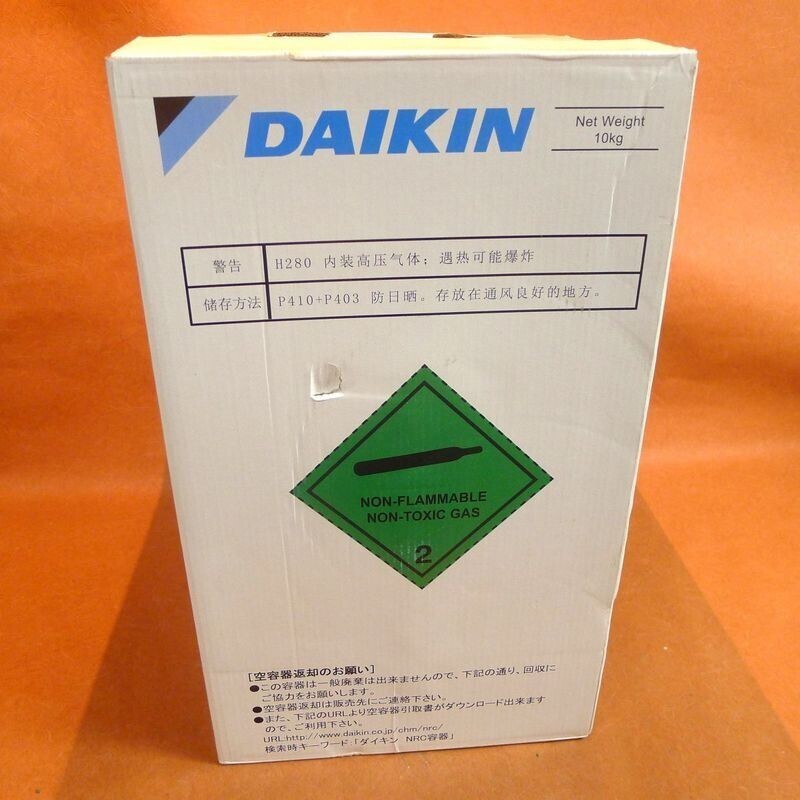 DAIKIN
Net Weight
10kg
警告 H280 内装高压气体；遇热可能爆炸
储存方法 P410+P403 防日晒。存放在通风良好的地方。
NON-FLAMMABLE
NON-TOXIC GAS
2
[空容器返却のお願い]
●この容器は一般廃棄は出来ませんので、下記の通り、回収に
ご協力をお願いします。
●空容器返却は販売先にご連絡下さい。
●また、下記のURLより空容器引取書がダウンロード出来ます
ので、ご利用下さい。
URL:http://www.daikin.co.jp/chm/nrc/
検索時キーワード:「ダイキン NRC容器」